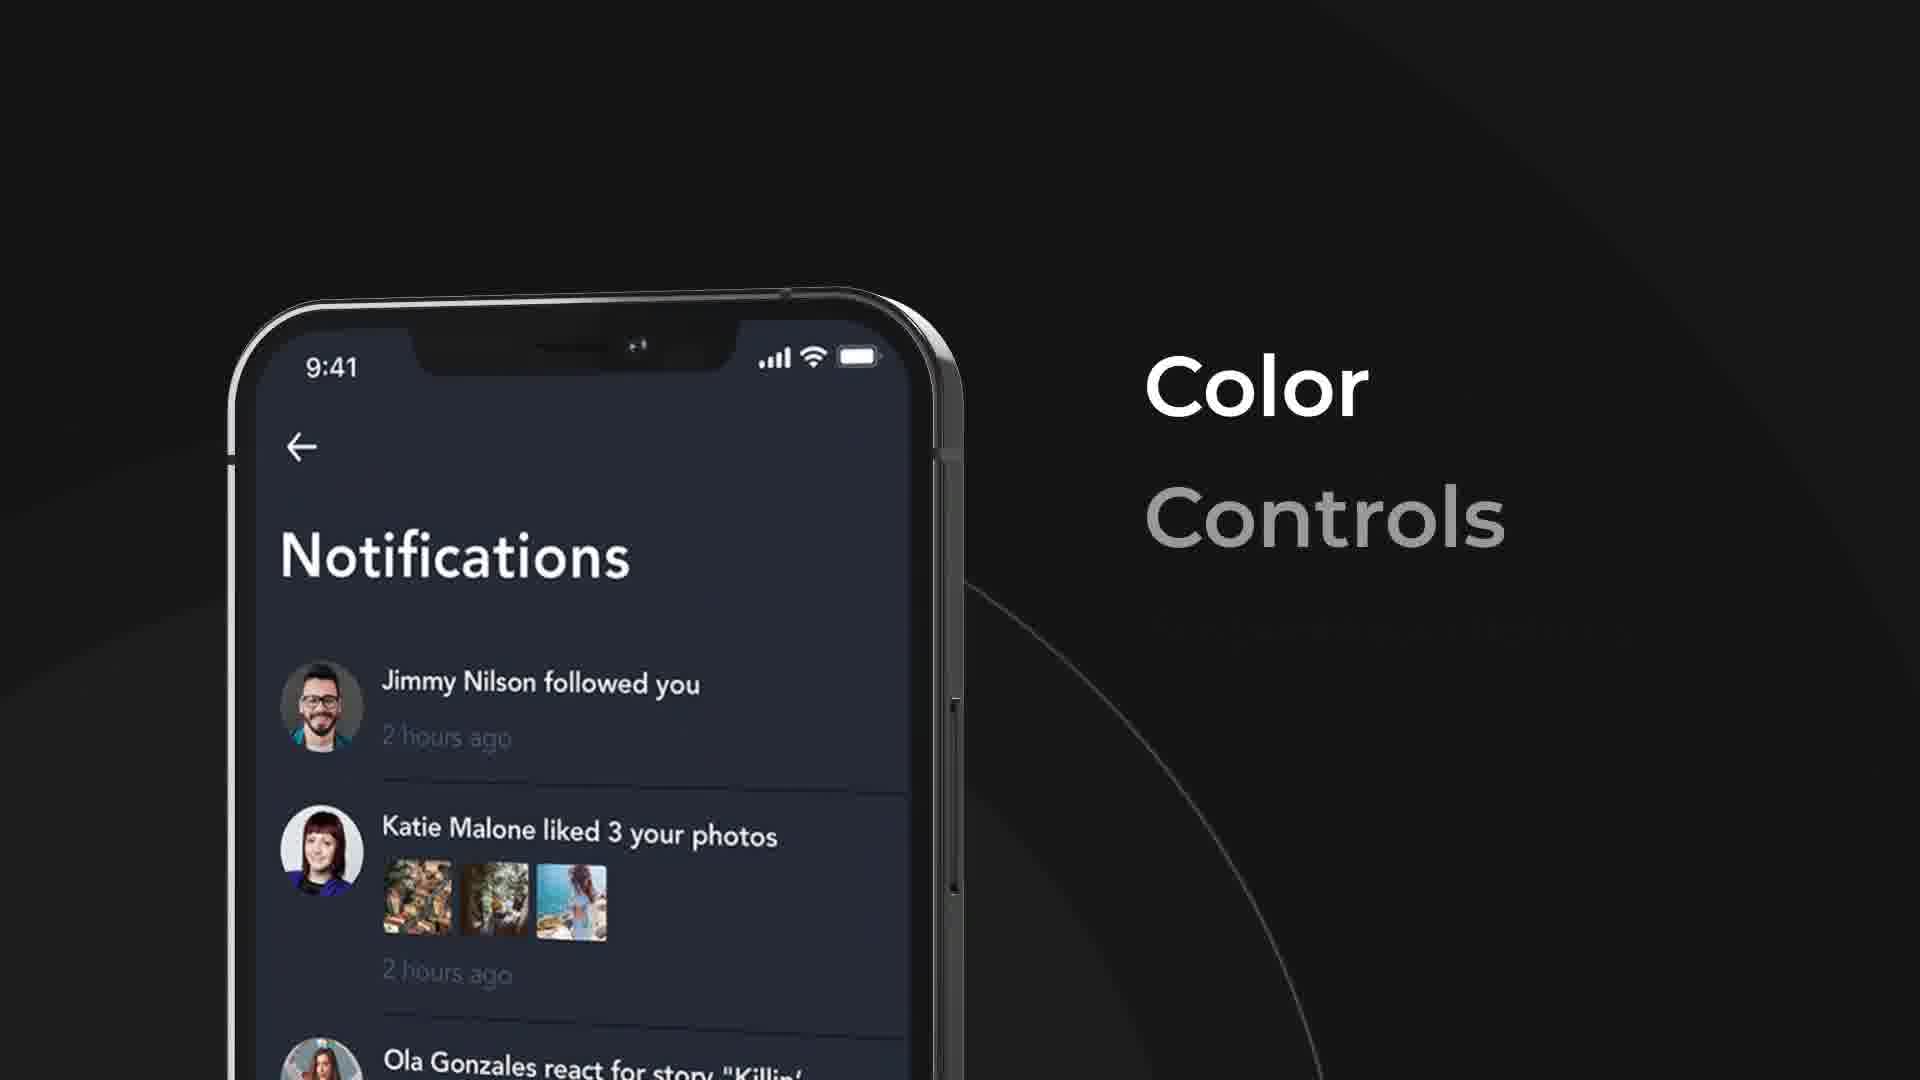 9:41
Notifications
Jimmy Nilson followed you
2 hours ago
Katie Malone liked 3 your photos
2 hours ago
Ola Gonzales react for story "Killin'
Color
Controls